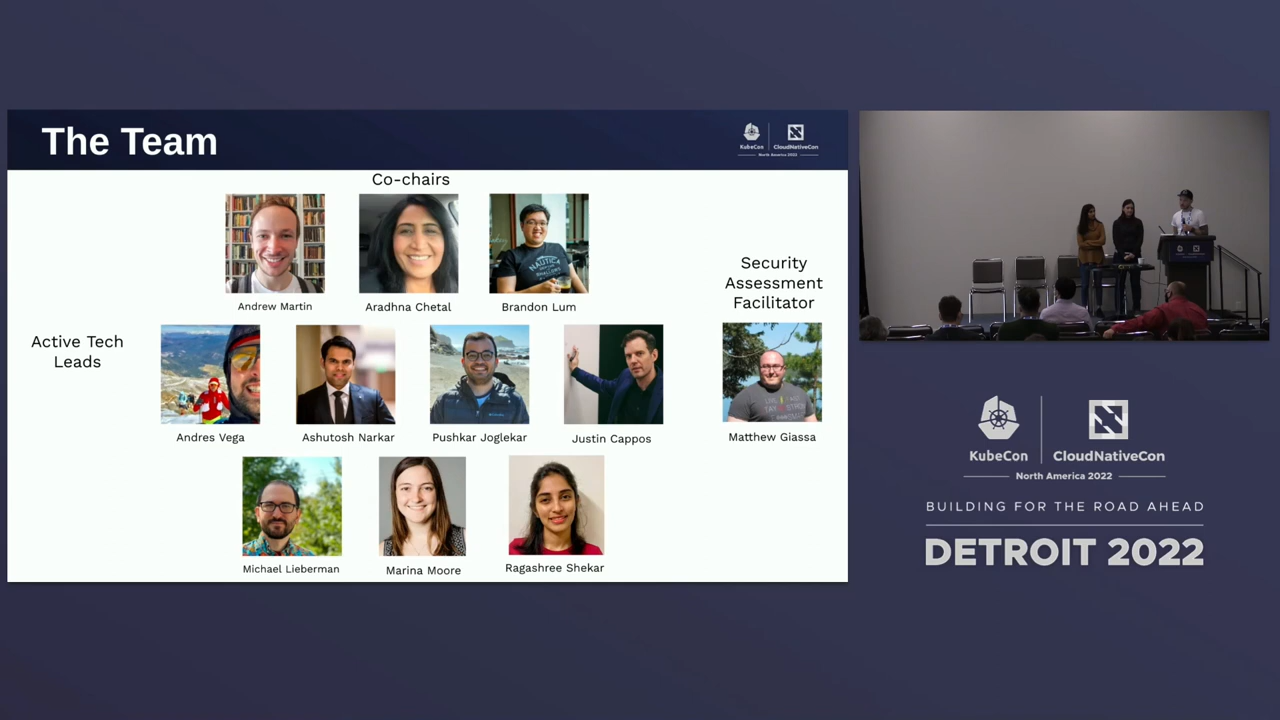 The Team
KubeCon
CloudNativeCon
North America 2022
Co-chairs
Andrew Martin
Aradhna Chetal
Brandon Lum
Security
Assessment
Facilitator
Active Tech
Leads
Andres Vega
Ashutosh Narkar
Pushkar Joglekar
Justin Cappos
Matthew Giassa
Michael Lieberman
Marina Moore
Ragashree Shekar
NAUTICA
KubeCon
CloudNativeCon
North America 2022
BUILDING FOR THE ROAD AHEAD
DETROIT 2022